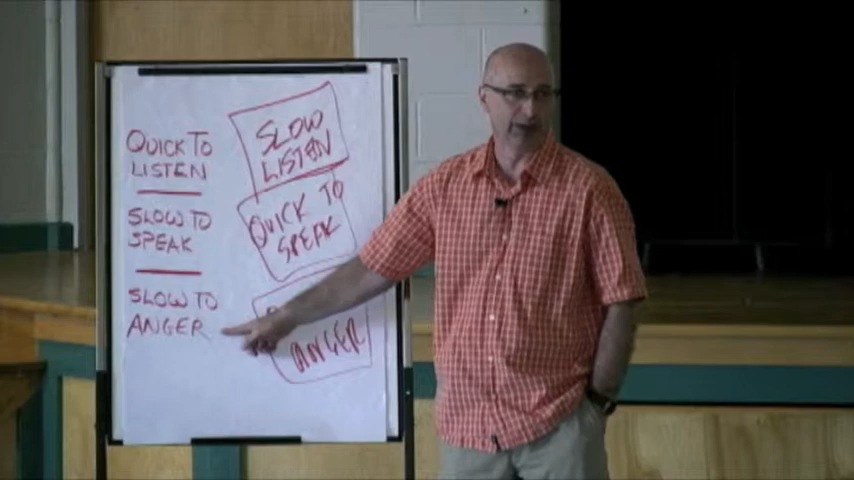 QUICK TO
LISTEN
SLOW TO
SPEAK
SLOW TO
ANGER
SLOW
LISTEN
QUICK TO
SPEAK
ANGER